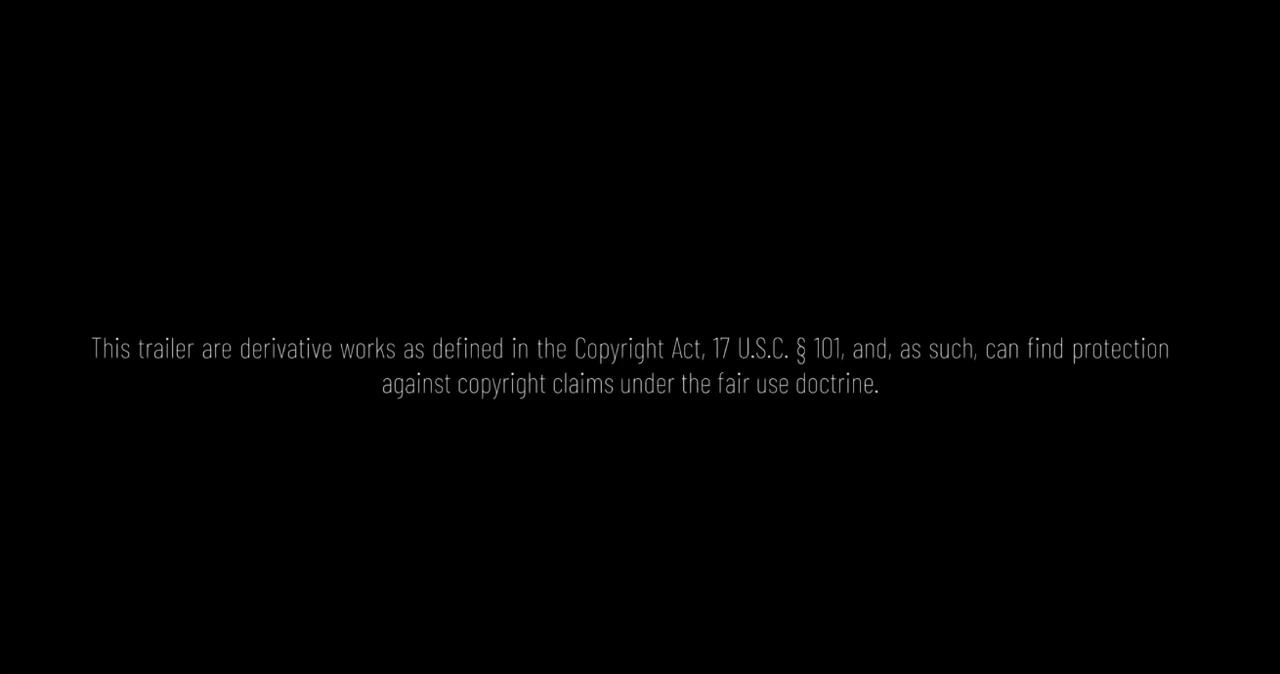 This trailer are derivative works as defined in the Copyright Act, 17 U.S.C. § 101, and, as such, can find protection
against copyright claims under the fair use doctrine.